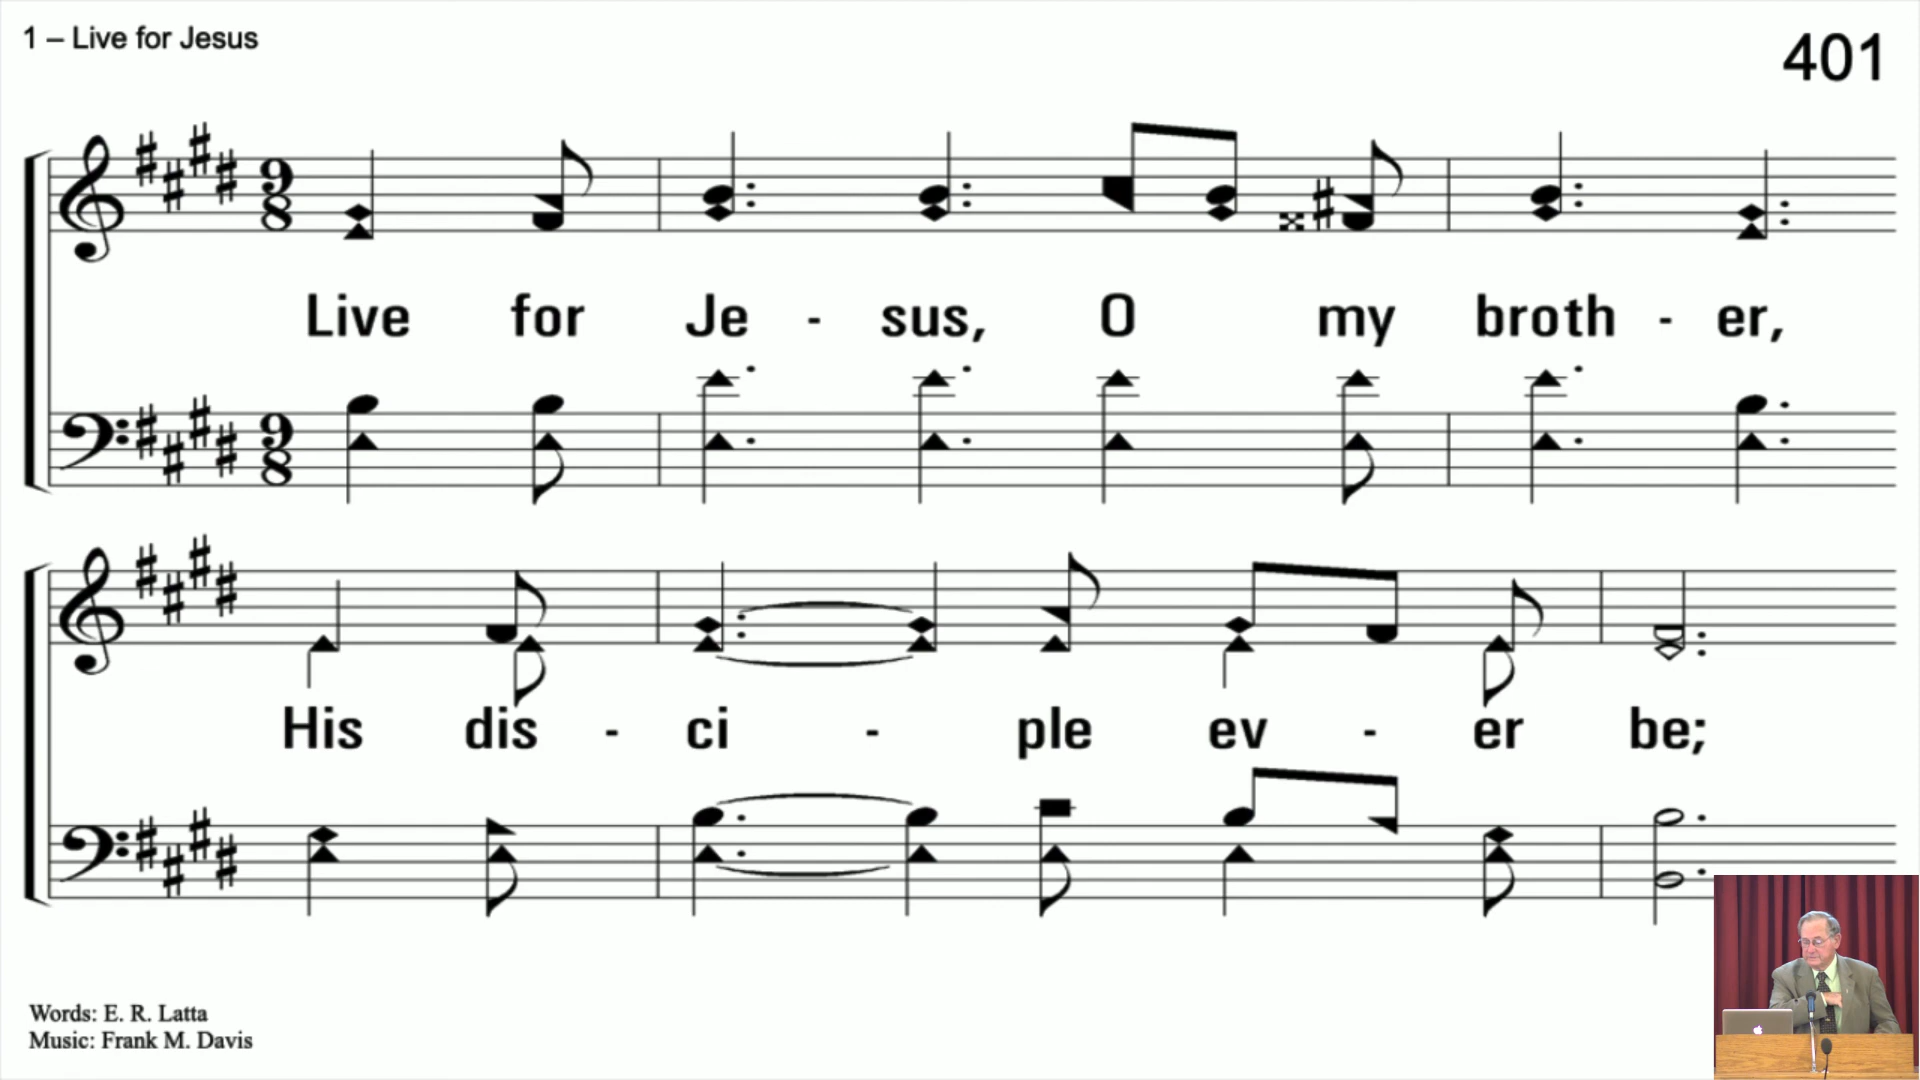 1 – Live for Jesus
401
Live for Je - sus, O my broth - er,
His dis - ci - ple ev - er be;
Words: E. R. Latta
Music: Frank M. Davis